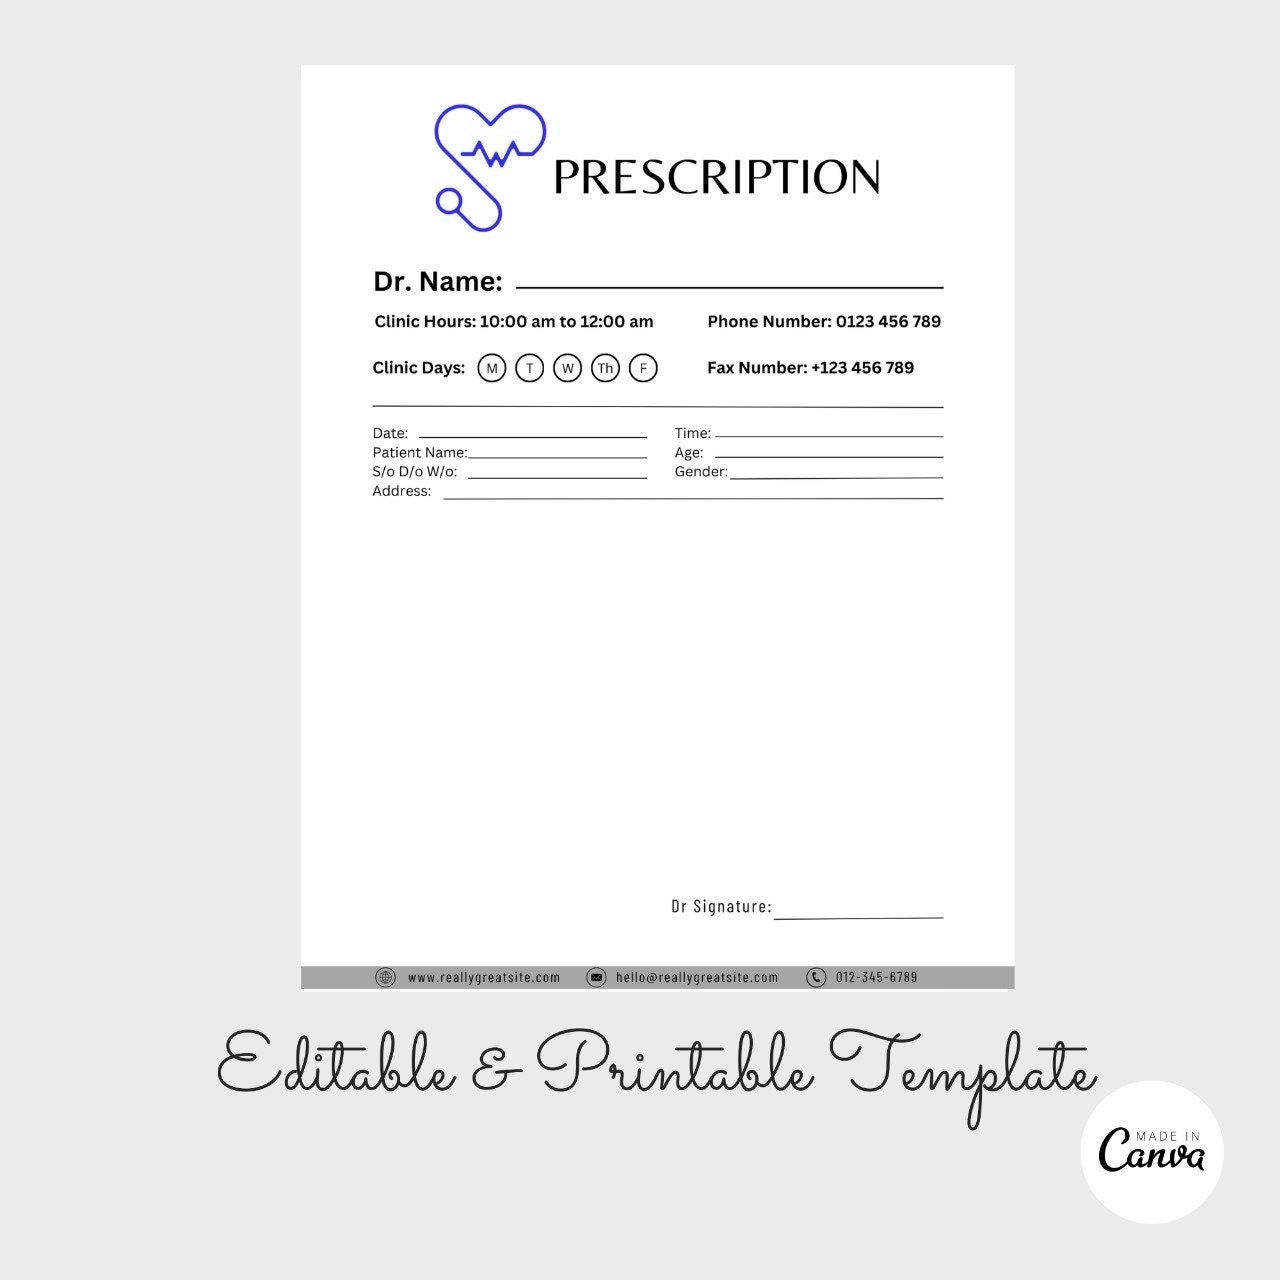 PRESCRIPTION
Dr. Name:
Clinic Hours: 10:00 am to 12:00 am Phone Number: 0123 456 789
Clinic Days: M T W Th F Fax Number: +123 456 789
Date: Time:
Patient Name: Age:
S/o D/o W/o: Gender:
Address:
Dr Signature:
www.reallygreatsite.com hello@reallygreatsite.com 012-345-6789
Editable & Printable Template
MADE IN
Canva